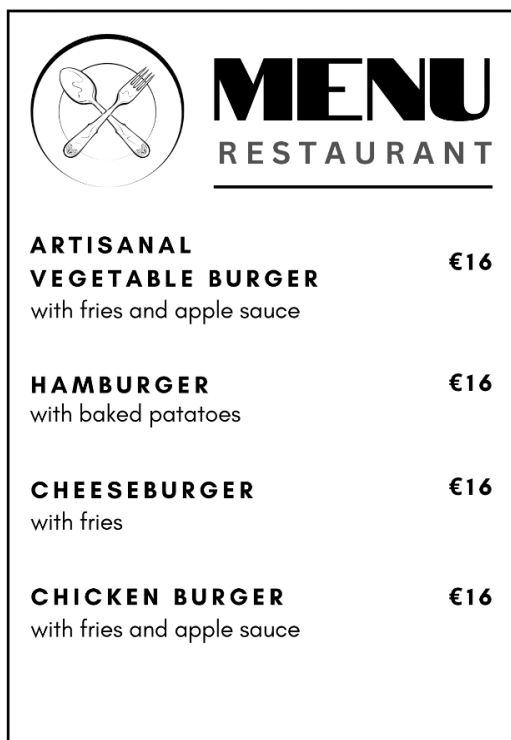 MENU
RESTAURANT
ARTISANAL
VEGETABLE BURGER
€16
with fries and apple sauce
HAMBURGER
€16
with baked patatoes
CHEESEBURGER
€16
with fries
CHICKEN BURGER
€16
with fries and apple sauce